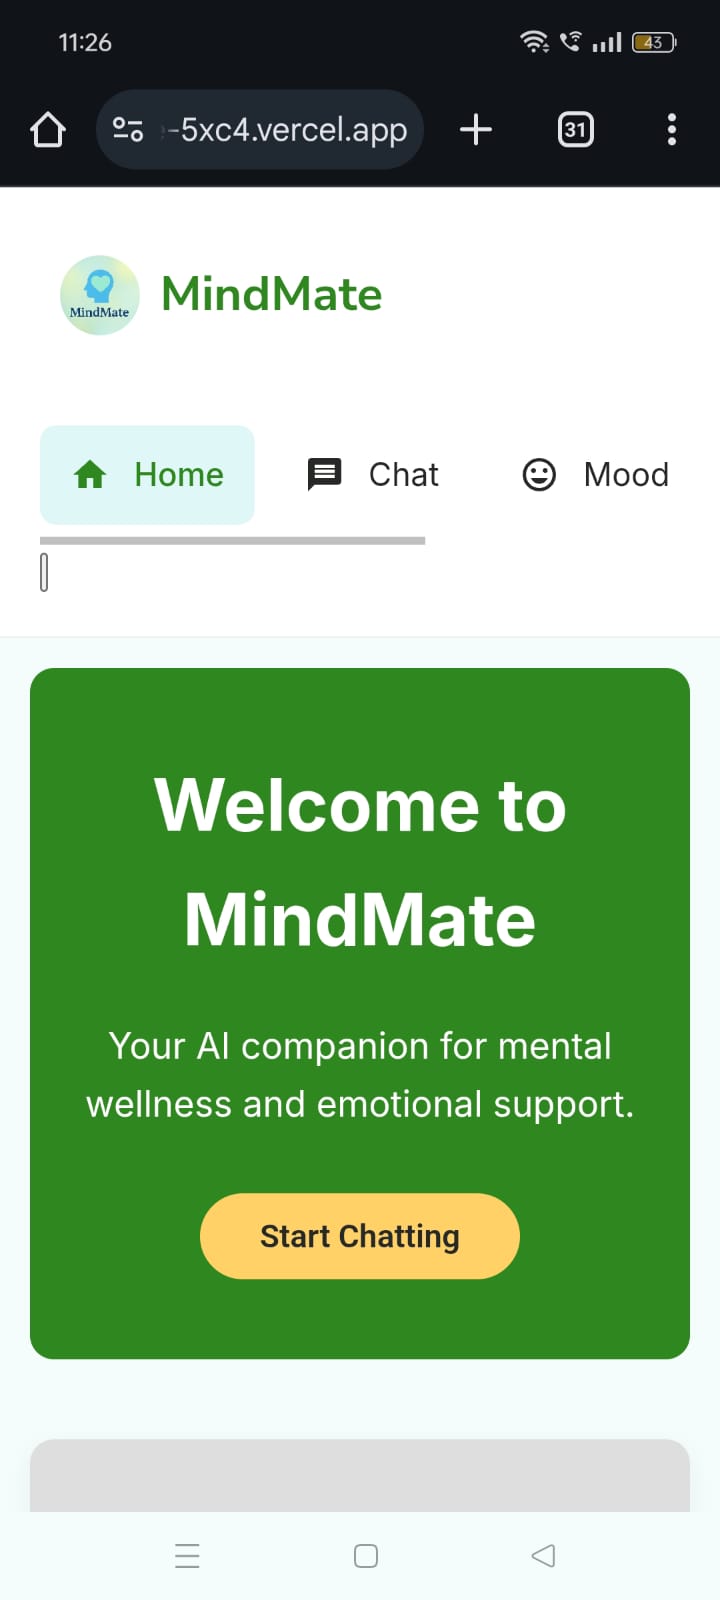 11:26
43
-5xc4.vercel.app
31
MindMate
MindMate
Home
Chat
Mood
Welcome to
MindMate
Your AI companion for mental
wellness and emotional support.
Start Chatting